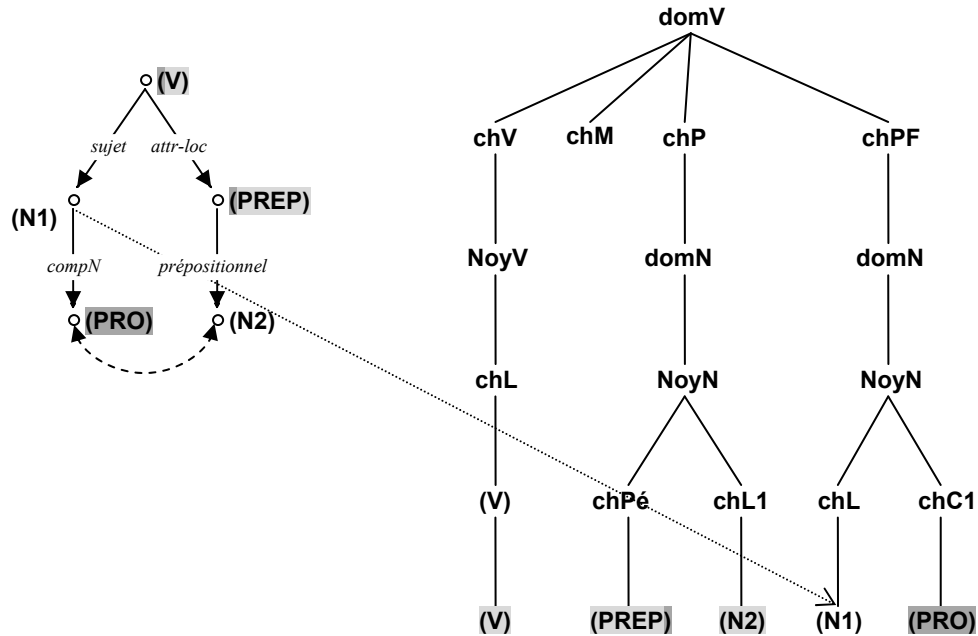 domV
(V)
chV chM chP chPF
sujet attr-loc
(N1) (PREP)
NoyV domN domN
compN prépositionnel
(PRO) (N2)
chL NoyN NoyN
(V) chPé chL1 chL chC1
(V) (PREP) (N2) (N1) (PRO)